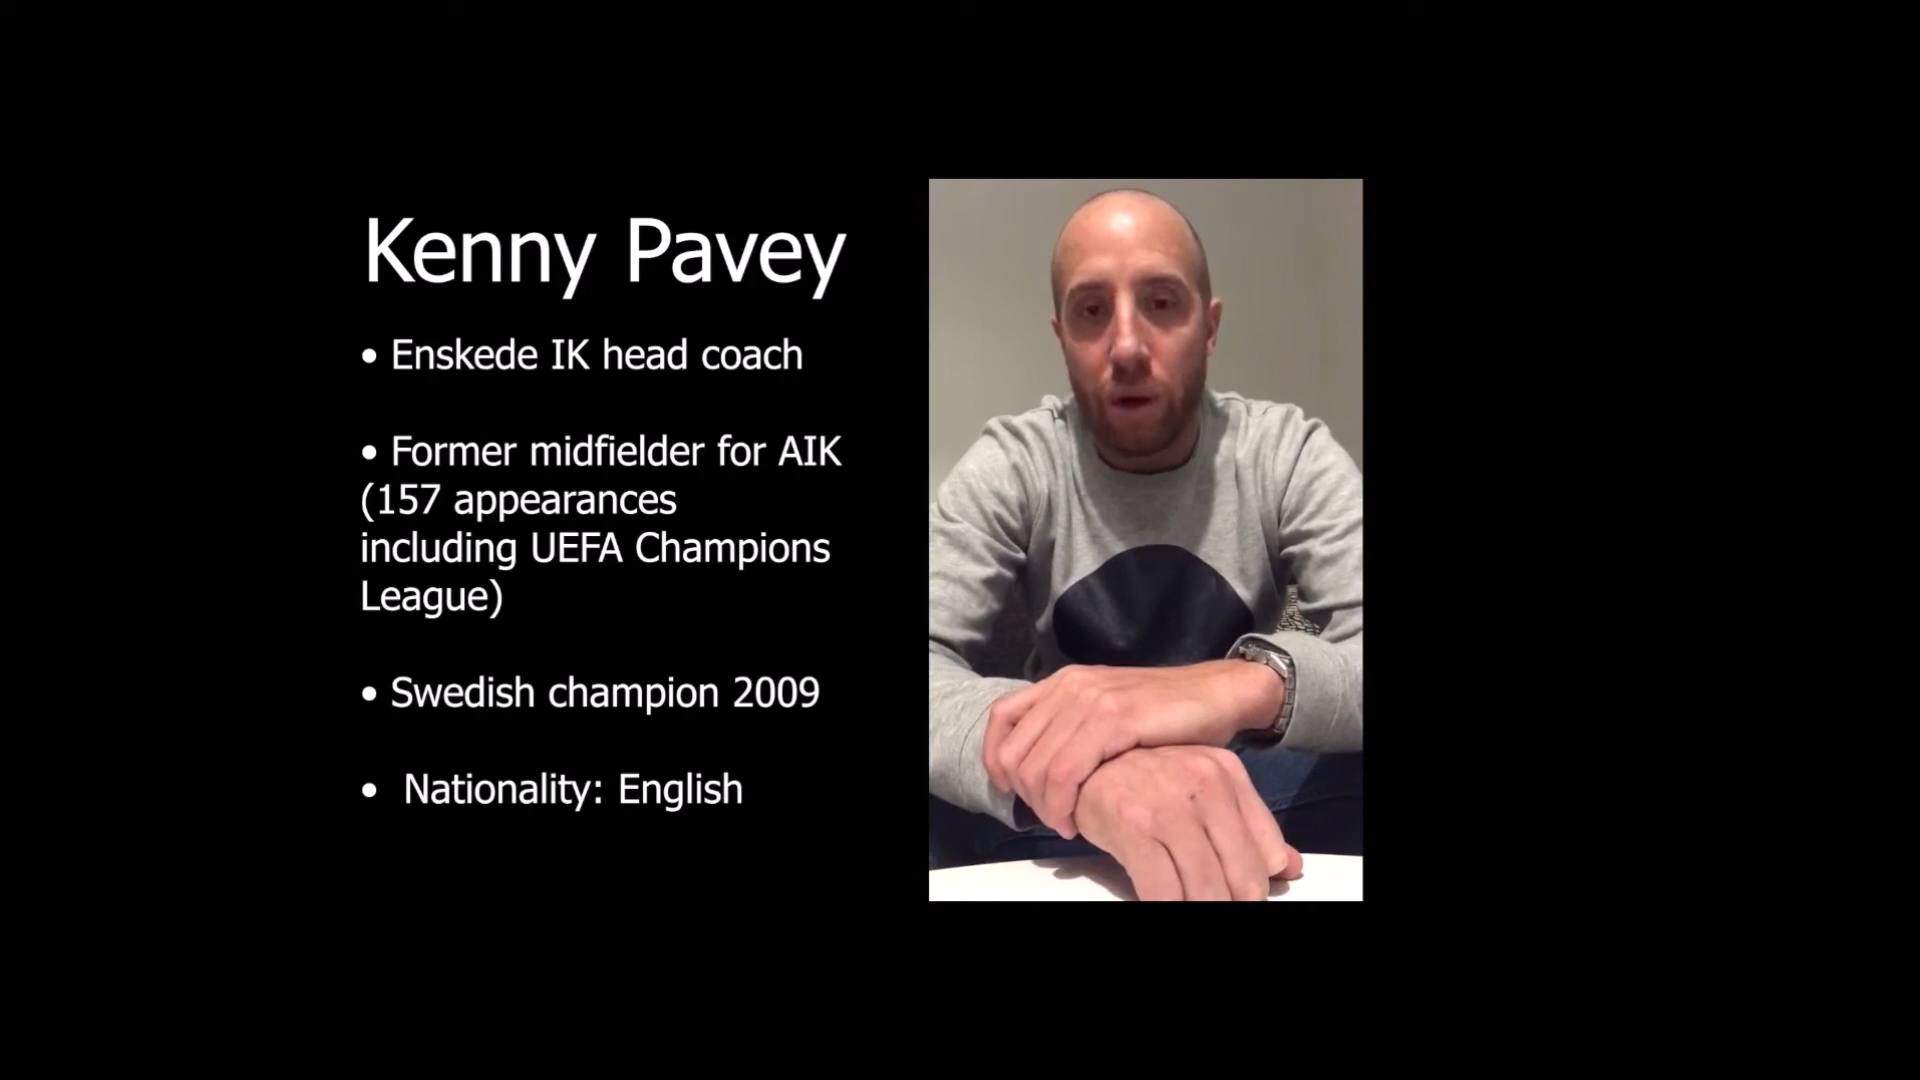 Kenny Pavey
• Enskede IK head coach
• Former midfielder for AIK
(157 appearances
including UEFA Champions
League)
• Swedish champion 2009
• Nationality: English